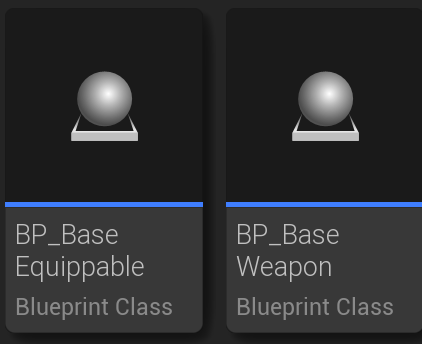 BP_Base
Equippable
Blueprint Class
BP_Base
Weapon
Blueprint Class